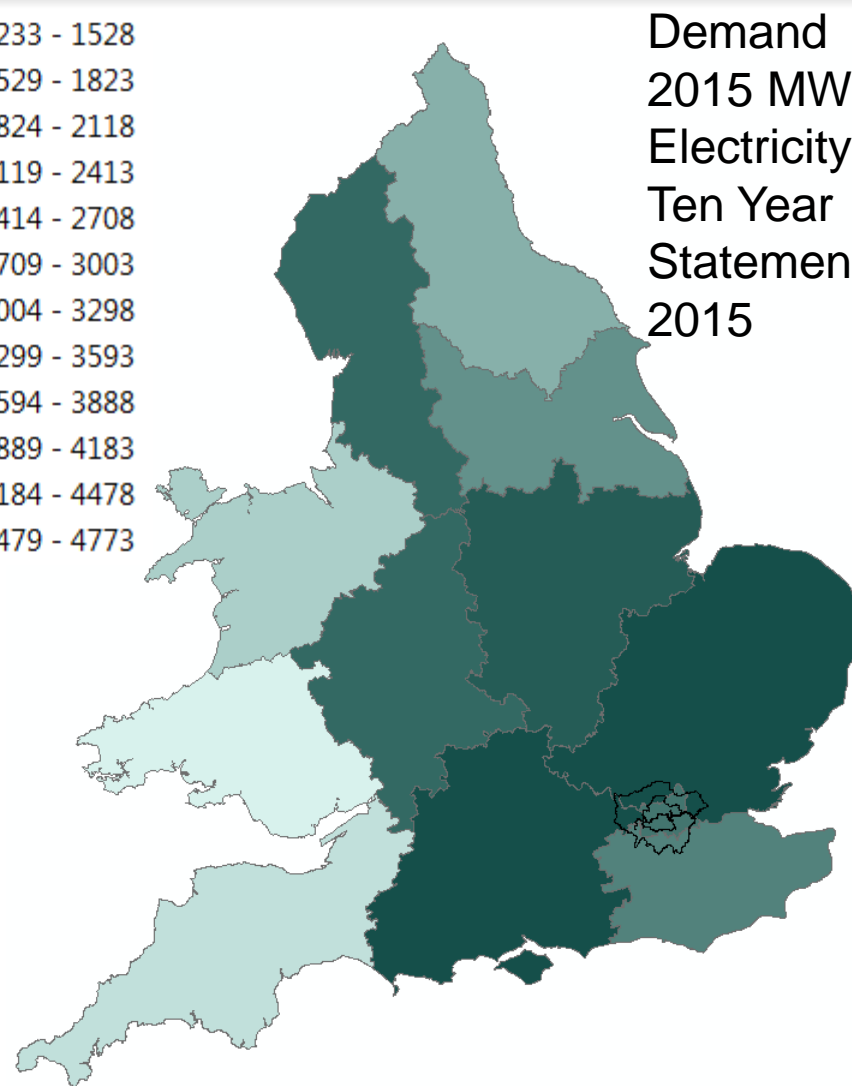 233 - 1528
529 - 1823
824 - 2118
119 - 2413
414 - 2708
709 - 3003
004 - 3298
299 - 3593
594 - 3888
889 - 4183
184 - 4478
479 - 4773
Demand
2015 MW
Electricity
Ten Year
Statemen
2015